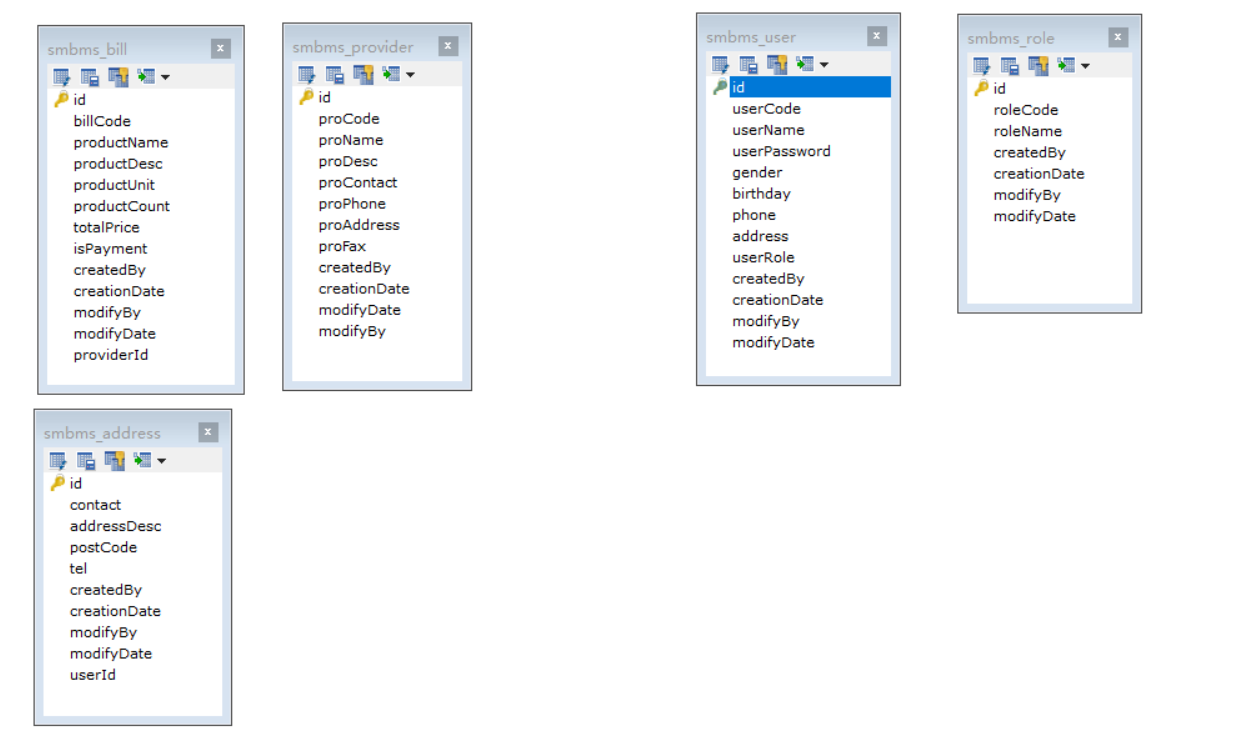 smbms_bill
id
billCode
productName
productDesc
productUnit
productCount
totalPrice
isPayment
createdBy
creationDate
modifyBy
modifyDate
providerId
smbms_provider
id
proCode
proName
proDesc
proContact
proPhone
proAddress
proFax
createdBy
creationDate
modifyDate
modifyBy
smbms_user
id
userCode
userName
userPassword
gender
birthday
phone
address
userRole
createdBy
creationDate
modifyBy
modifyDate
smbms_role
id
roleCode
roleName
createdBy
creationDate
modifyBy
modifyDate
smbms_address
id
contact
addressDesc
postCode
tel
createdBy
creationDate
modifyBy
modifyDate
userId